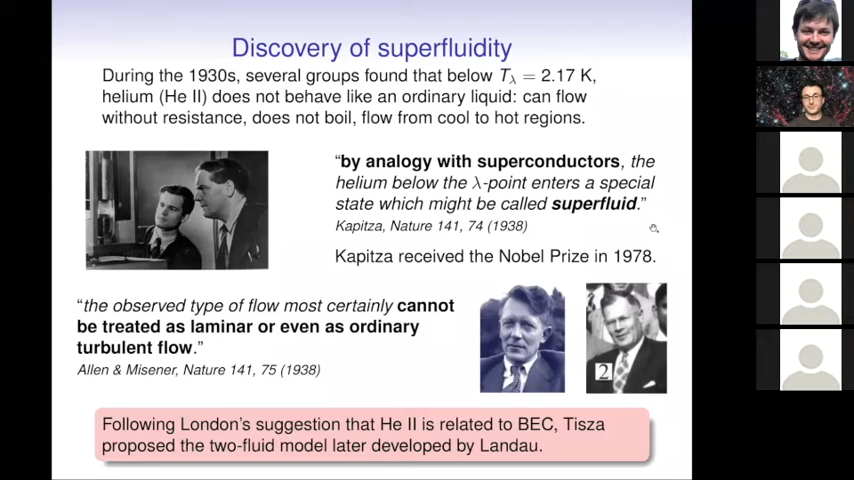 Discovery of superfluidity
During the 1930s, several groups found that below Tλ = 2.17 K,
helium (He II) does not behave like an ordinary liquid: can flow
without resistance, does not boil, flow from cool to hot regions.
“by analogy with superconductors, the
helium below the λ-point enters a special
state which might be called superfluid.”
Kapitza, Nature 141, 74 (1938)
Kapitza received the Nobel Prize in 1978.
“the observed type of flow most certainly cannot
be treated as laminar or even as ordinary
turbulent flow.”
Allen & Misener, Nature 141, 75 (1938)
2
Following London's suggestion that He II is related to BEC, Tisza
proposed the two-fluid model later developed by Landau.